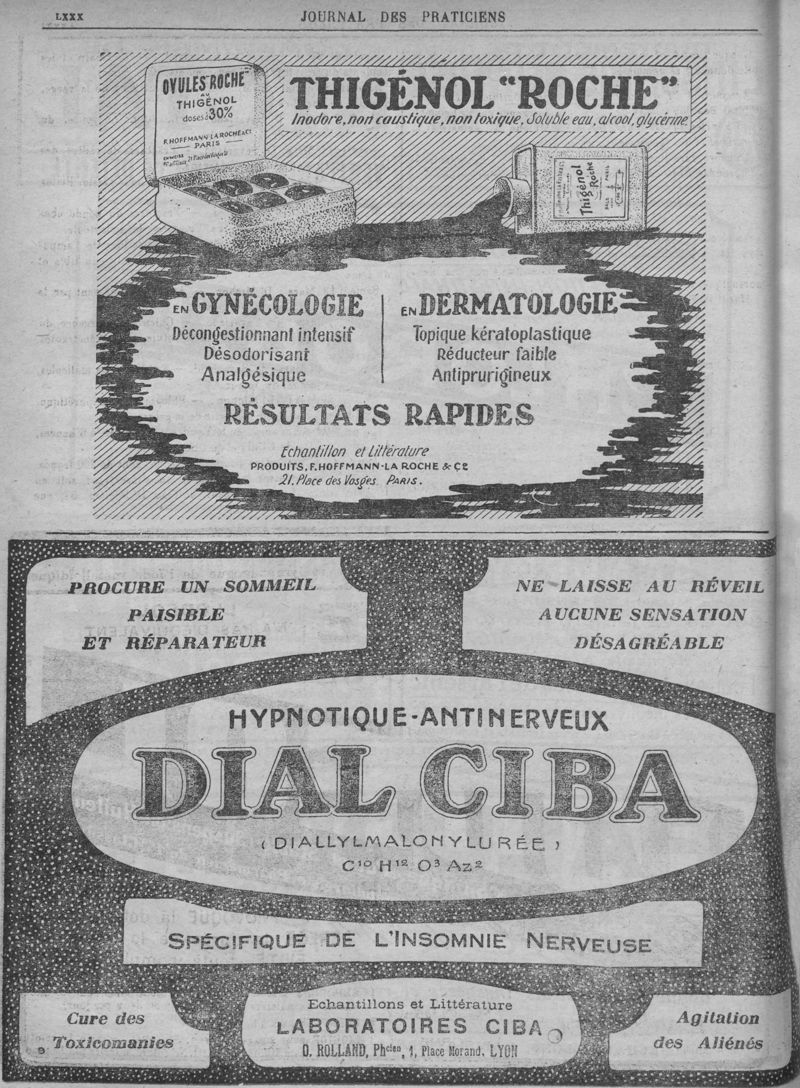 LXXX
JOURNAL DES PRATICIENS
OVULES "ROCHE"
AU
THIGÉNOL
doses à 30%
F. HOFFMANN-LA ROCHE & Cº
PARIS
THIGÉNOL "ROCHE"
Inodore, non caustique, non toxique, Soluble eau, alcool, glycérine
Thigénol
Roche
EN GYNÉCOLOGIE
Décongestionnant intensif
Désodorisant
Analgésique
EN DERMATOLOGIE
Topique kératoplastique
Réducteur faible
Antiprurigineux
RÉSULTATS RAPIDES
Echantillon et Littérature
PRODUITS, F. HOFFMANN-LA ROCHE & Cie
21, Place des Vosges. PARIS.
PROCURE UN SOMMEIL
PAISIBLE
ET RÉPARATEUR
NE LAISSE AU RÉVEIL
AUCUNE SENSATION
DÉSAGRÉABLE
HYPNOTIQUE-ANTINERVEUX
DIAL CIBA
(DIALLYLMALONYLURÉE)
C¹⁰ H¹² O³ Az²
SPÉCIFIQUE DE L'INSOMNIE NERVEUSE
Cure des
Toxicomanies
Echantillons et Littérature
LABORATOIRES CIBA
O. ROLLAND, Phcien, 1, Place Morand, LYON
Agitation
des Aliénés